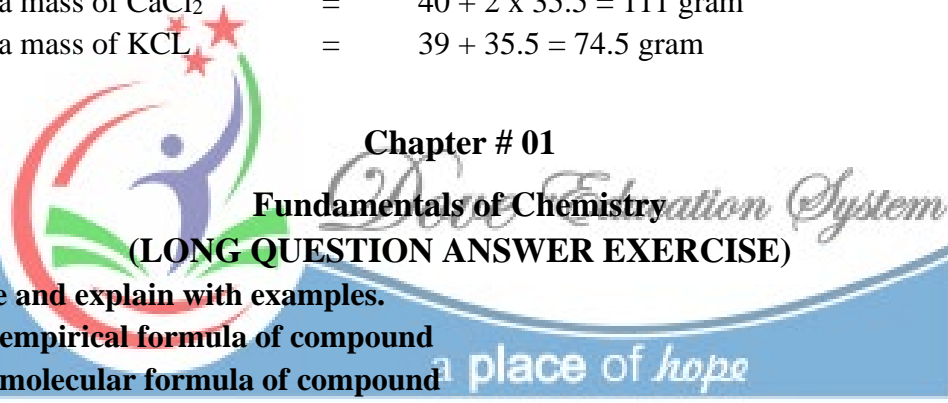 a mass of CaCl₂ = 40 + 2 x 35.5 = 111 gram
a mass of KCL = 39 + 35.5 = 74.5 gram
Chapter # 01
Education System
Fundamentals of Chemistry
(LONG QUESTION ANSWER EXERCISE)
e and explain with examples.
empirical formula of compound
molecular formula of compound
a place of hope